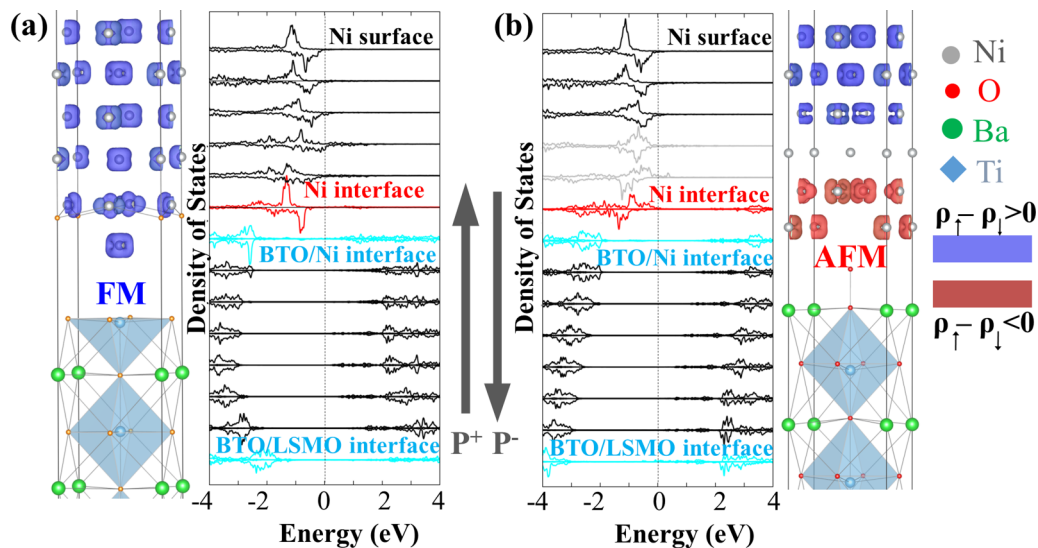 (a)
Density of States
Ni surface
Ni interface
BTO/Ni interface
BTO/LSMO interface
-4 -2 0 2 4
Energy (eV)
FM
P⁺ P⁻
(b)
Density of States
Ni surface
Ni interface
BTO/Ni interface
BTO/LSMO interface
-4 -2 0 2 4
Energy (eV)
AFM
Ni
O
Ba
Ti
ρ↑− ρ↓>0
ρ↑− ρ↓<0